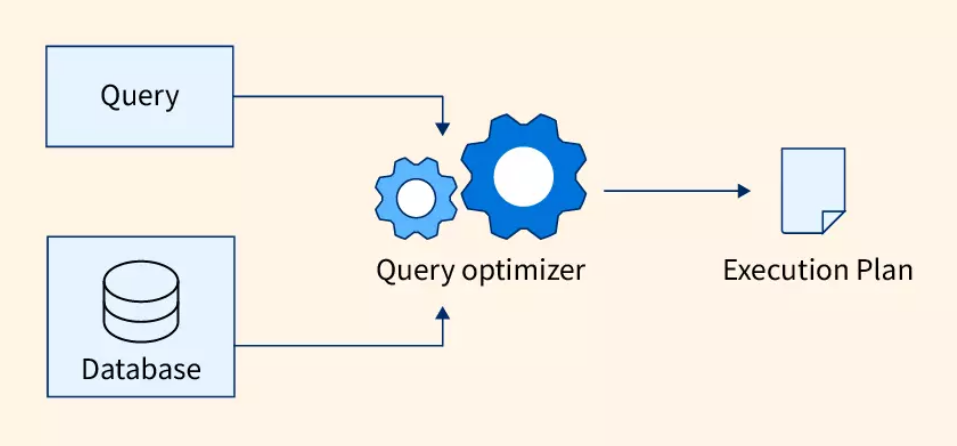 Query
Query optimizer
Execution Plan
Database